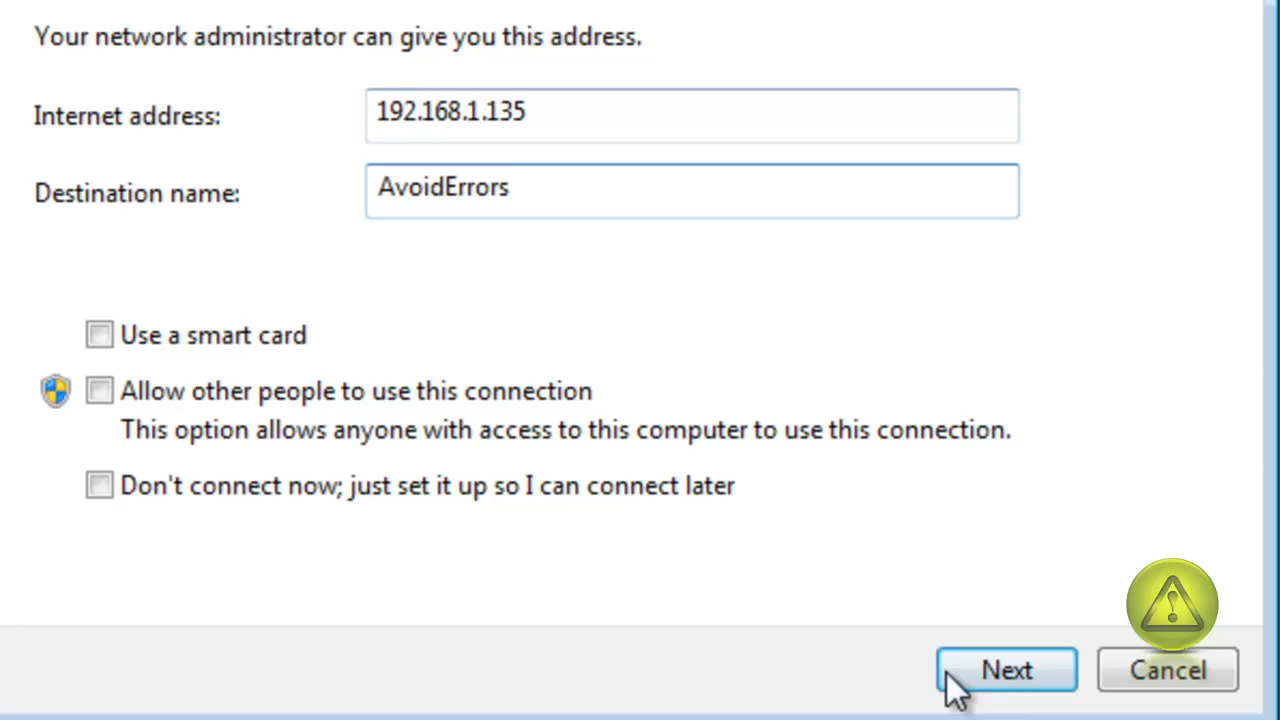 Your network administrator can give you this address.
Internet address: 192.168.1.135
Destination name: AvoidErrors
Use a smart card
Allow other people to use this connection
This option allows anyone with access to this computer to use this connection.
Don't connect now; just set it up so I can connect later
Next Cancel